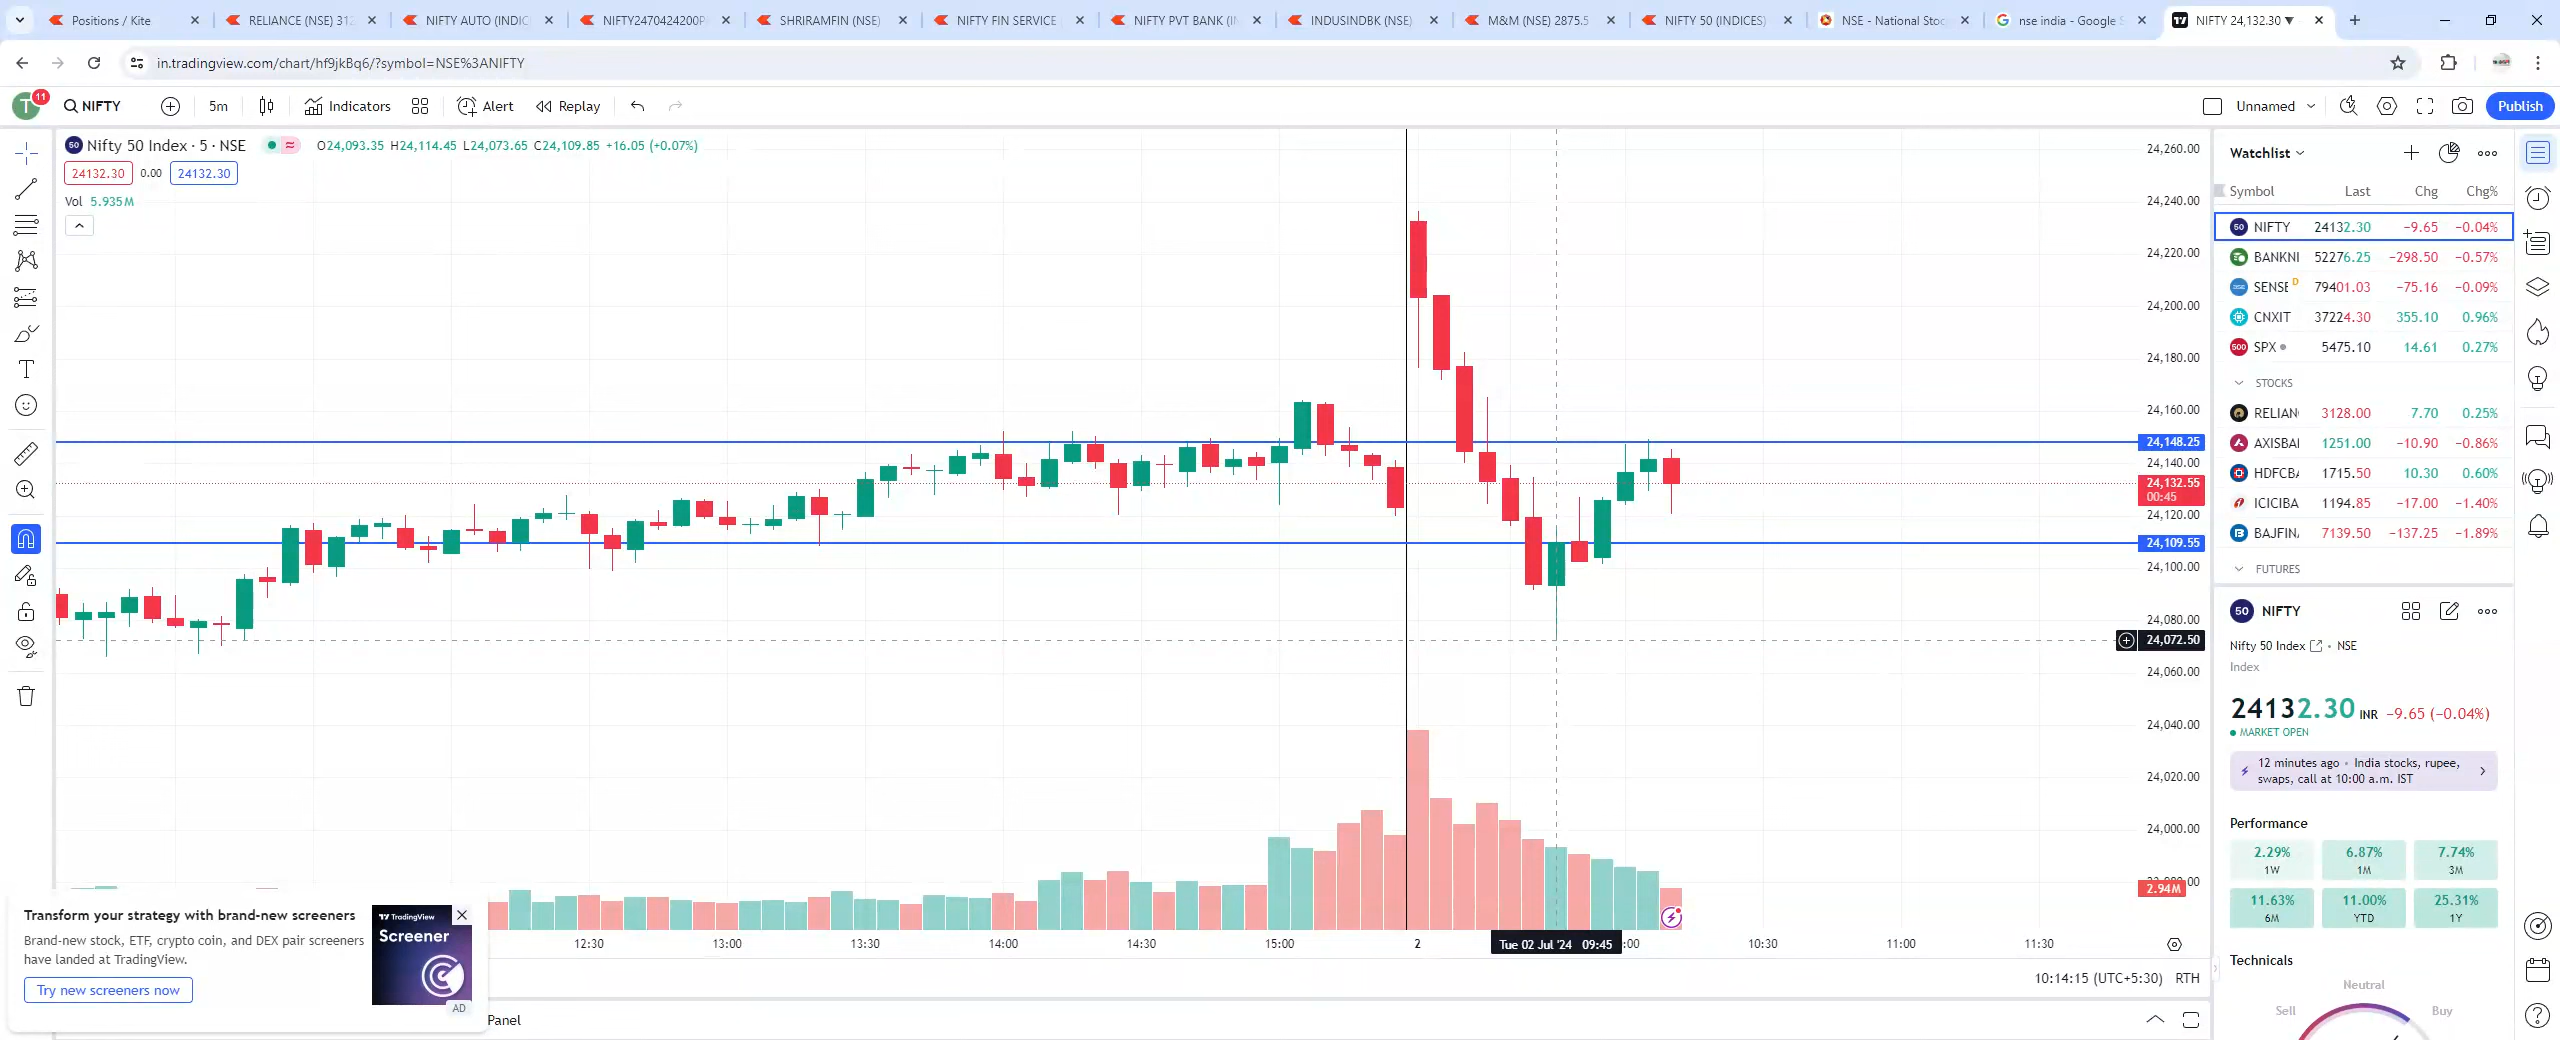 Positions / Kite
RELIANCE (NSE) 312
NIFTY AUTO (INDIC
NIFTY2470424200P
SHRIRAMFIN (NSE)
NIFTY FIN SERVICE
NIFTY PVT BANK (I
INDUSINDBK (NSE)
M&M (NSE) 2875.5
NIFTY 50 (INDICES)
NSE - National Stoc
nse india - Google S
NIFTY 24,132.30 ▼
in.tradingview.com/chart/hf9jkBq6/?symbol=NSE%3ANIFTY
T 11 NIFTY 5m Indicators Alert Replay Unnamed Publish
50 Nifty 50 Index · 5 · NSE O24,093.35 H24,114.45 L24,073.65 C24,109.85 +16.05 (+0.07%)
24132.30 0.00 24132.30
Vol 5.935M
24,260.00
24,240.00
24,220.00
24,200.00
24,180.00
24,160.00
24,148.25
24,140.00
24,132.55
00:45
24,120.00
24,109.55
24,100.00
24,080.00
24,072.50
24,060.00
24,040.00
24,020.00
24,000.00
2.94M
12:30 13:00 13:30 14:00 14:30 15:00 2 Tue 02 Jul '24 09:45 :00 10:30 11:00 11:30
10:14:15 (UTC+5:30) RTH
Panel
Transform your strategy with brand-new screeners
Brand-new stock, ETF, crypto coin, and DEX pair screeners
have landed at TradingView.
Try new screeners now
TradingView
Screener
AD
Watchlist
Symbol Last Chg Chg%
50 NIFTY 24132.30 −9.65 −0.04%
BANKNI 52276.25 −298.50 −0.57%
SENSE D 79401.03 −75.16 −0.09%
CNXIT 37224.30 355.10 0.96%
500 SPX 5475.10 14.61 0.27%
STOCKS
RELIAN 3128.00 7.70 0.25%
AXISBAI 1251.00 −10.90 −0.86%
HDFCBA 1715.50 10.30 0.60%
ICICIBA 1194.85 −17.00 −1.40%
BAJFIN 7139.50 −137.25 −1.89%
FUTURES
50 NIFTY
Nifty 50 Index • NSE
Index
24132.30 INR −9.65 (−0.04%)
MARKET OPEN
12 minutes ago • India stocks, rupee,
swaps, call at 10:00 a.m. IST
Performance
2.29% 6.87% 7.74%
1W 1M 3M
11.63% 11.00% 25.31%
6M YTD 1Y
Technicals
Neutral
Sell Buy